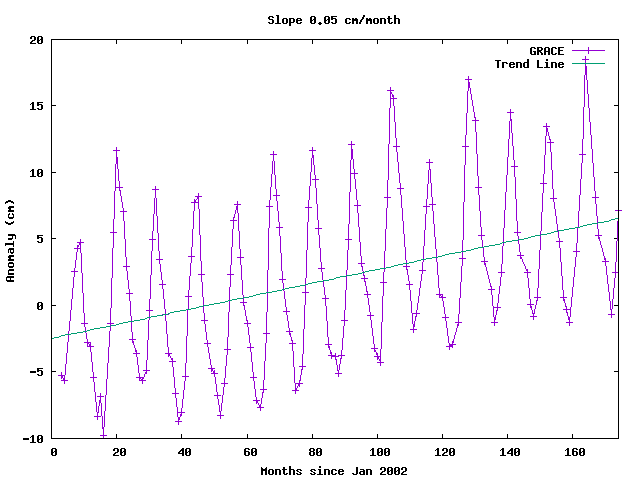 Slope 0.05 cm/month
GRACE
Trend Line
20
15
10
5
0
-5
-10
Anomaly (cm)
0 20 40 60 80 100 120 140 160
Months since Jan 2002